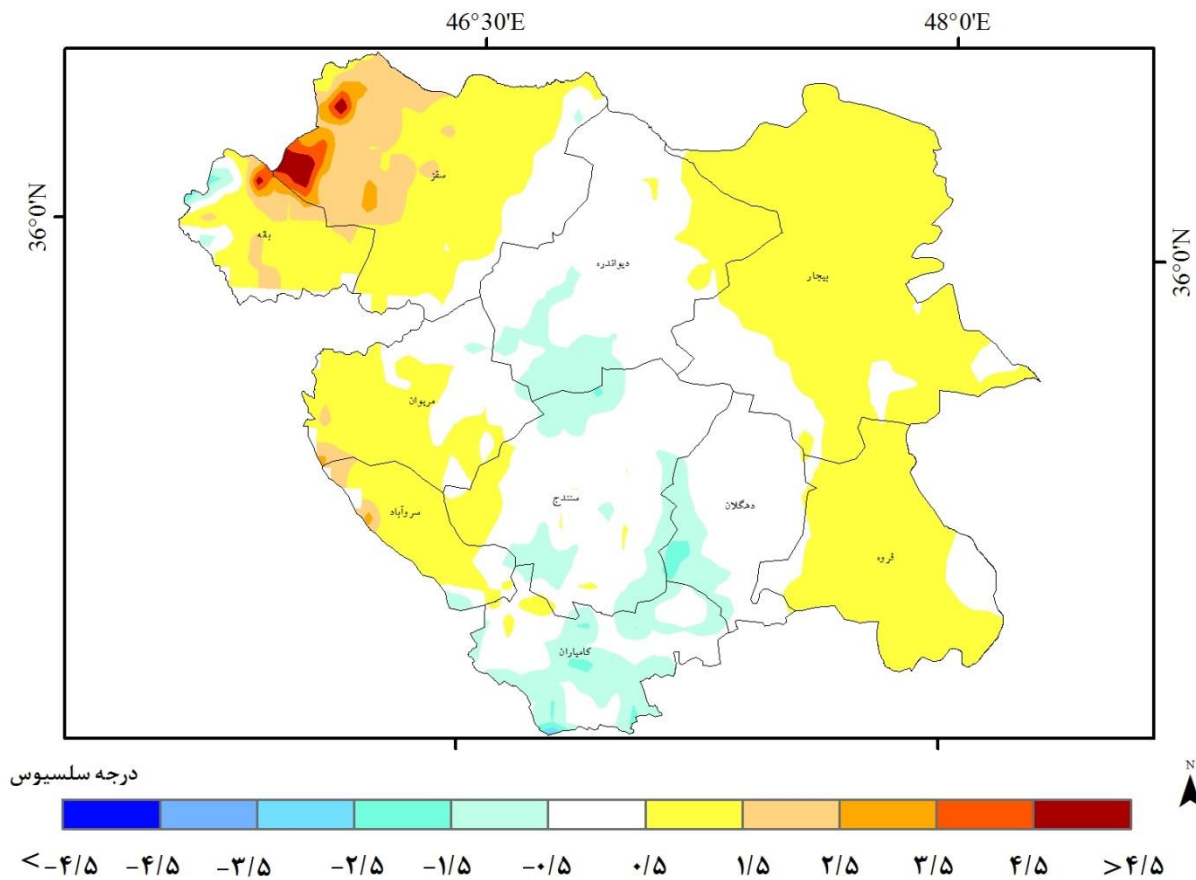 46°30'E 48°0'E
36°0'N
36°0'N
سقز
بانه
دیواندره
بیجار
مریوان
سروآباد
سنندج
دهگلان
قروه
کامیاران
درجه سلسیوس
N
< -۴/۵ -۴/۵ -۳/۵ -۲/۵ -۱/۵ -۰/۵ ۰/۵ ۱/۵ ۲/۵ ۳/۵ ۴/۵ >۴/۵